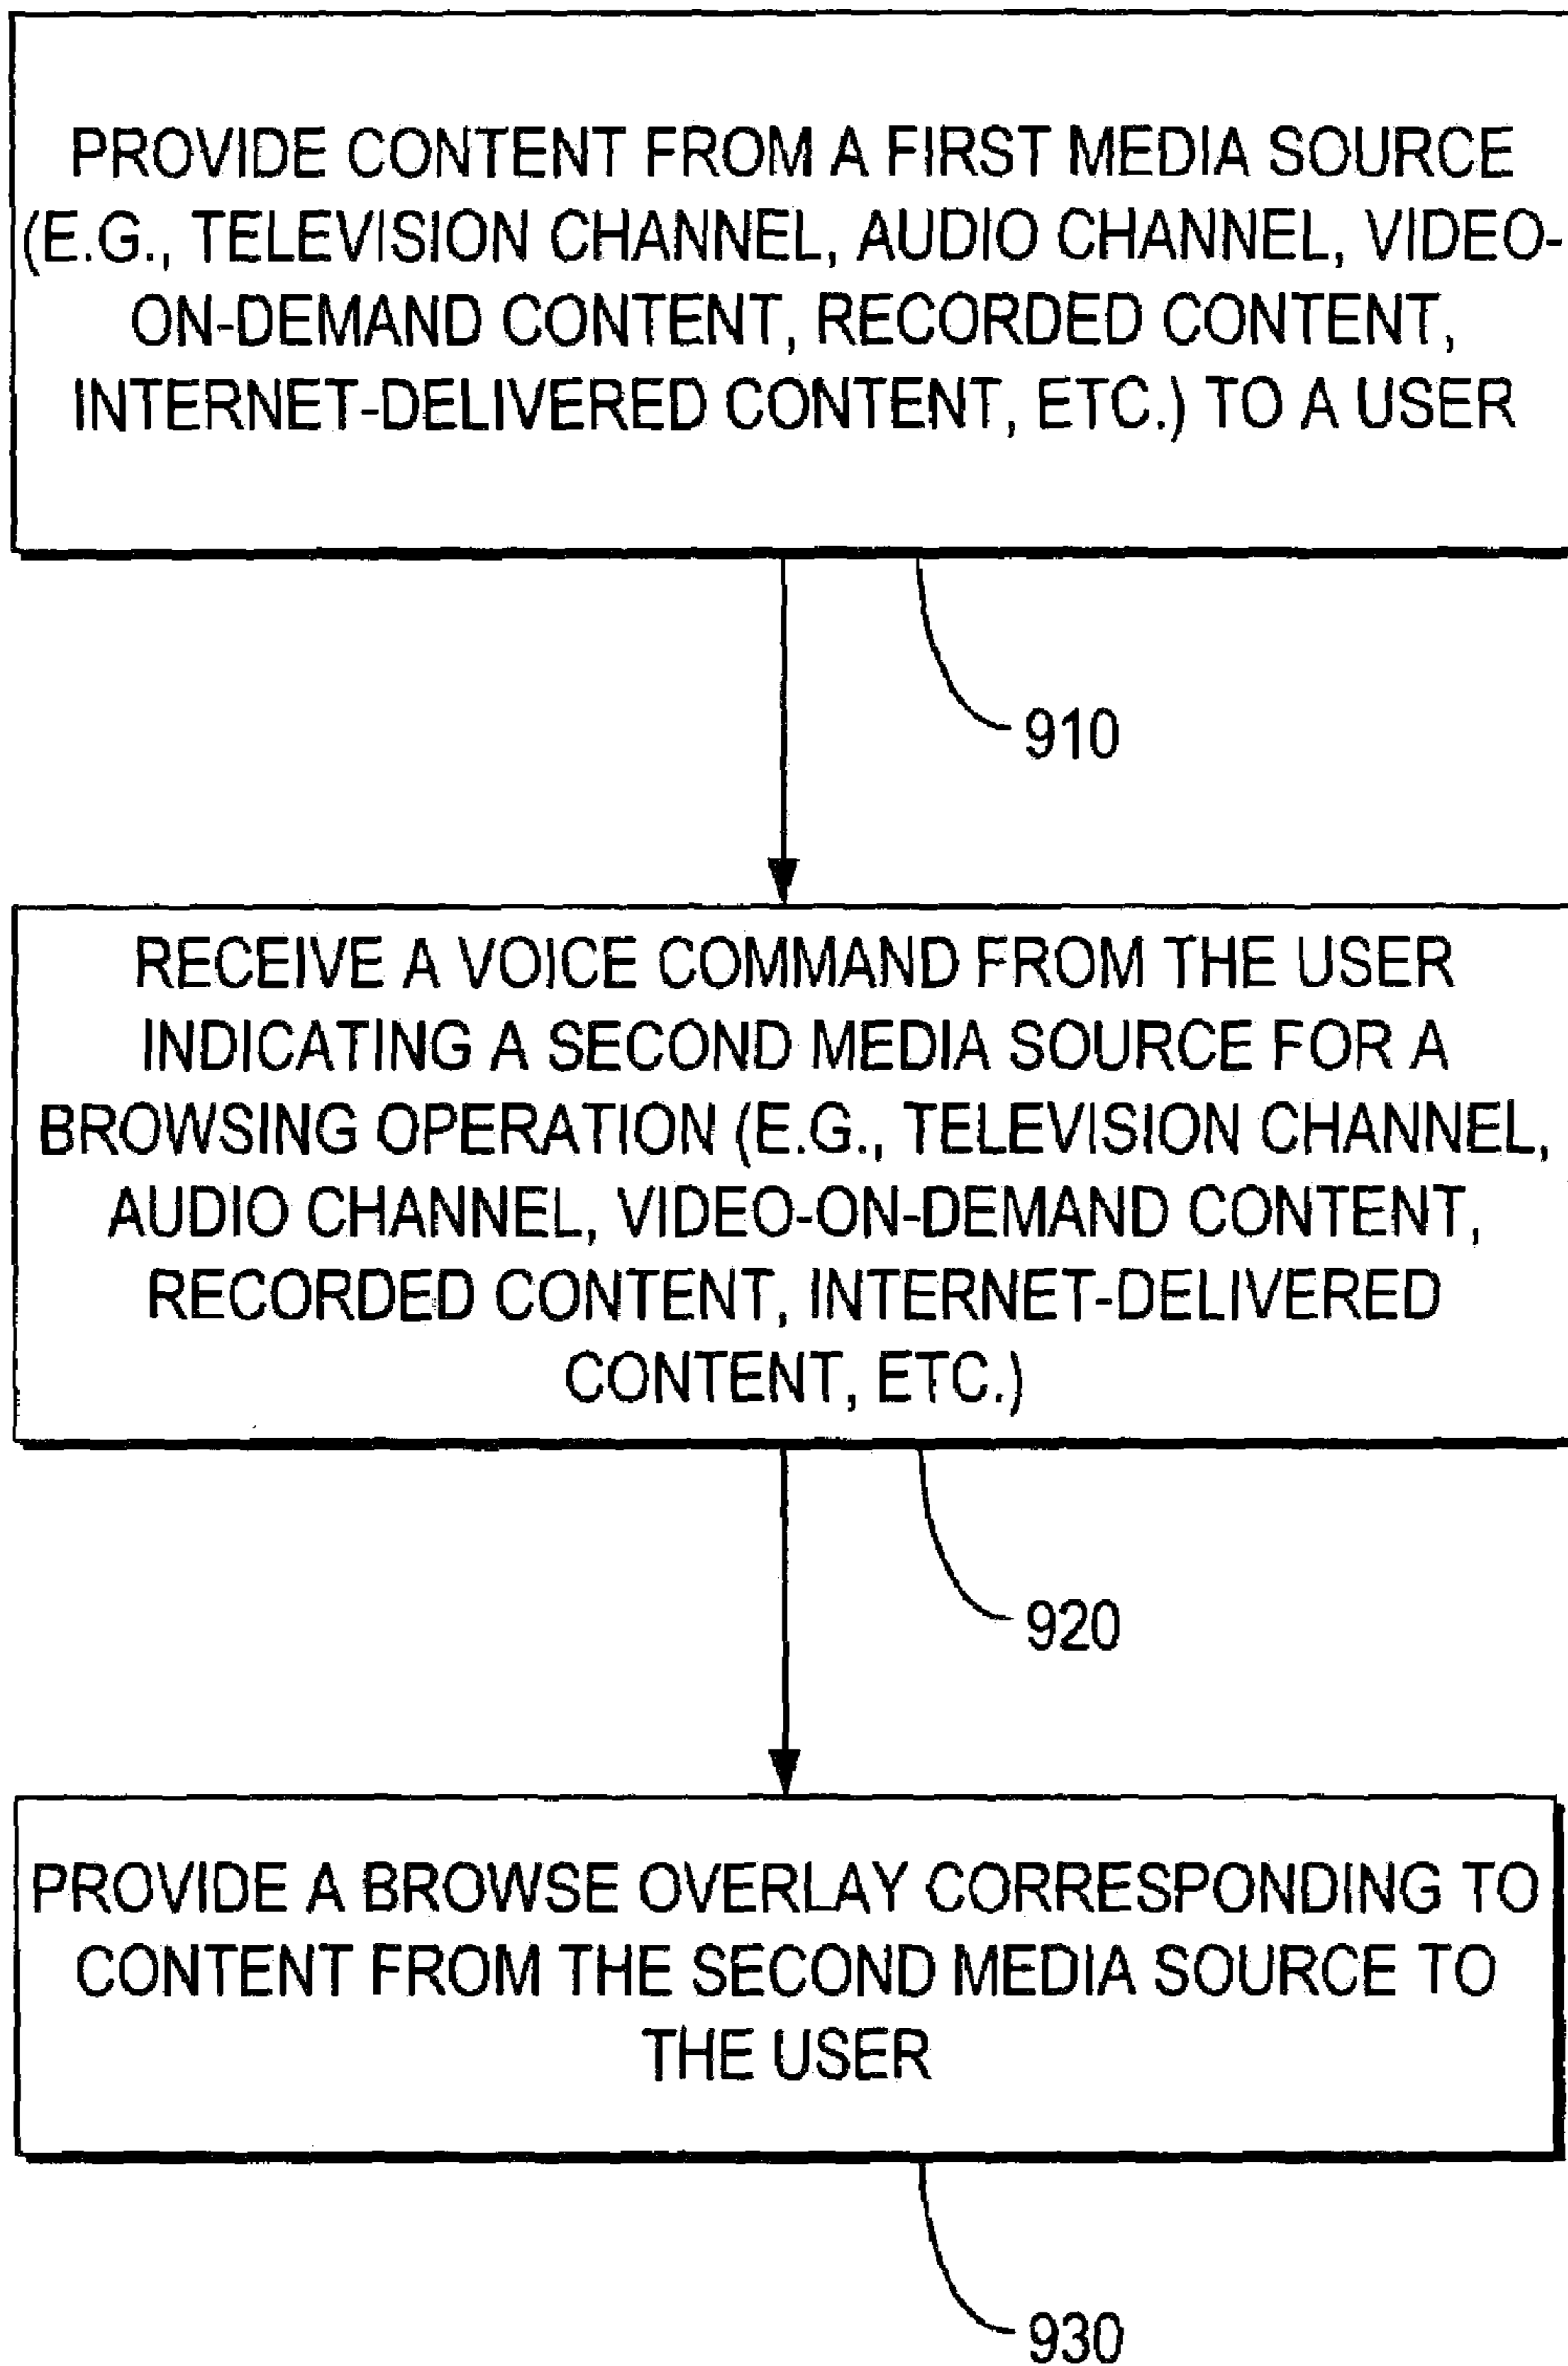 PROVIDE CONTENT FROM A FIRST MEDIA SOURCE
(E.G., TELEVISION CHANNEL, AUDIO CHANNEL, VIDEO-
ON-DEMAND CONTENT, RECORDED CONTENT,
INTERNET-DELIVERED CONTENT, ETC.) TO A USER
910
RECEIVE A VOICE COMMAND FROM THE USER
INDICATING A SECOND MEDIA SOURCE FOR A
BROWSING OPERATION (E.G., TELEVISION CHANNEL,
AUDIO CHANNEL, VIDEO-ON-DEMAND CONTENT,
RECORDED CONTENT, INTERNET-DELIVERED
CONTENT, ETC.)
920
PROVIDE A BROWSE OVERLAY CORRESPONDING TO
CONTENT FROM THE SECOND MEDIA SOURCE TO
THE USER
930